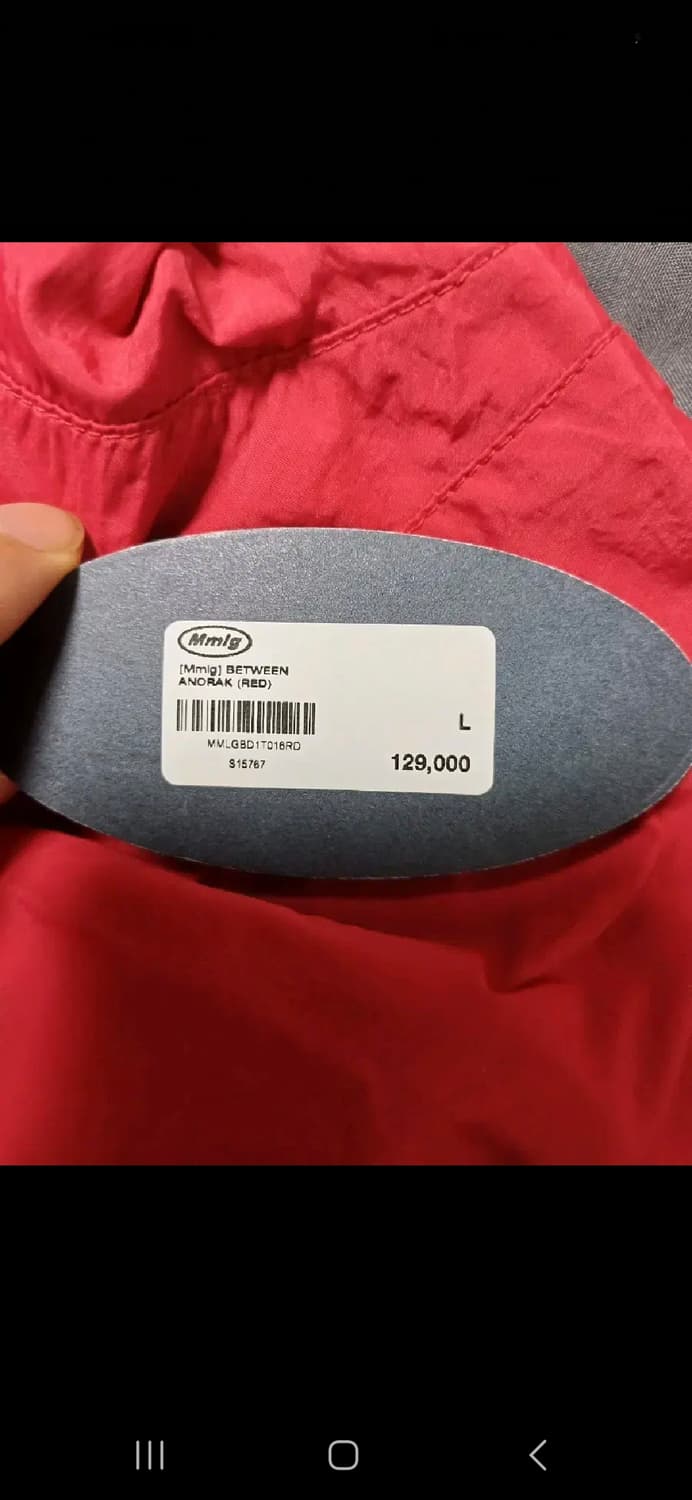 Mmlg
[Mmlg] BETWEEN
ANORAK (RED)
L
MMLGBD1T016RD
S15767
129,000